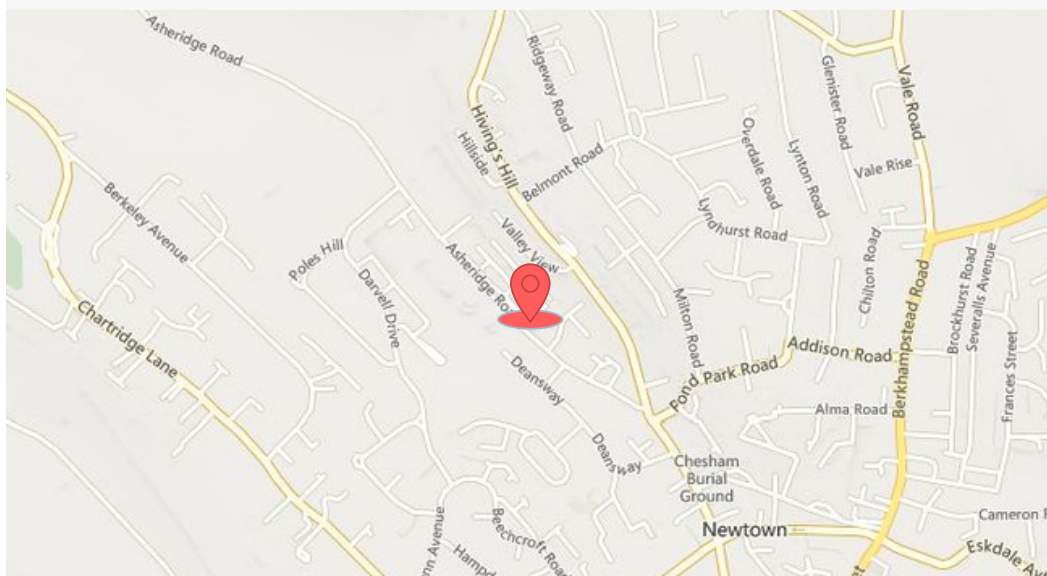 Asheridge Road
Ridgeway Road
Hiving's Hill
Hillside
Belmont Road
Overdale Road
Lynton Road
Glenister Road
Vale Road
Vale Rise
Berkeley Avenue
Poles Hill
Darvell Drive
Valley View
Asheridge
Lyndhurst Road
Chilton Road
Milton Road
Chartridge Lane
Deansway
Deansway
Pond Park Road
Addison Road
Alma Road
Berkhampstead Road
Brockhurst Road
Severalls Avenue
Frances Street
Chesham
Burial
Ground
Newtown
Cameron
Eskdale
Beechcroft Road
Avenue